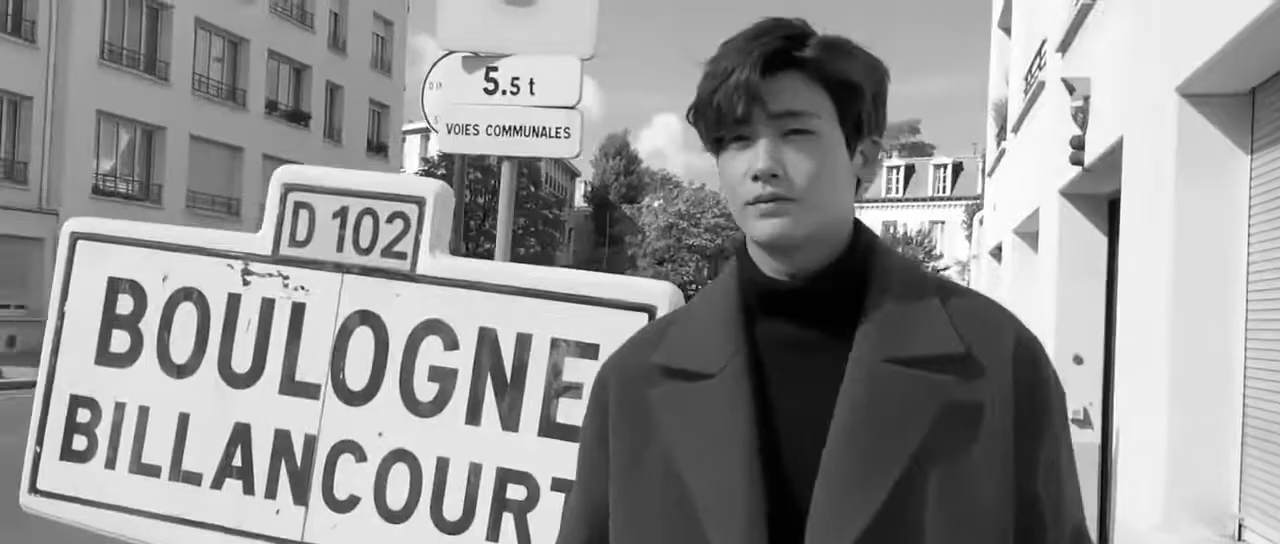 5.5 t
VOIES COMMUNALES
D 102
BOULOGNE
BILLANCOURT